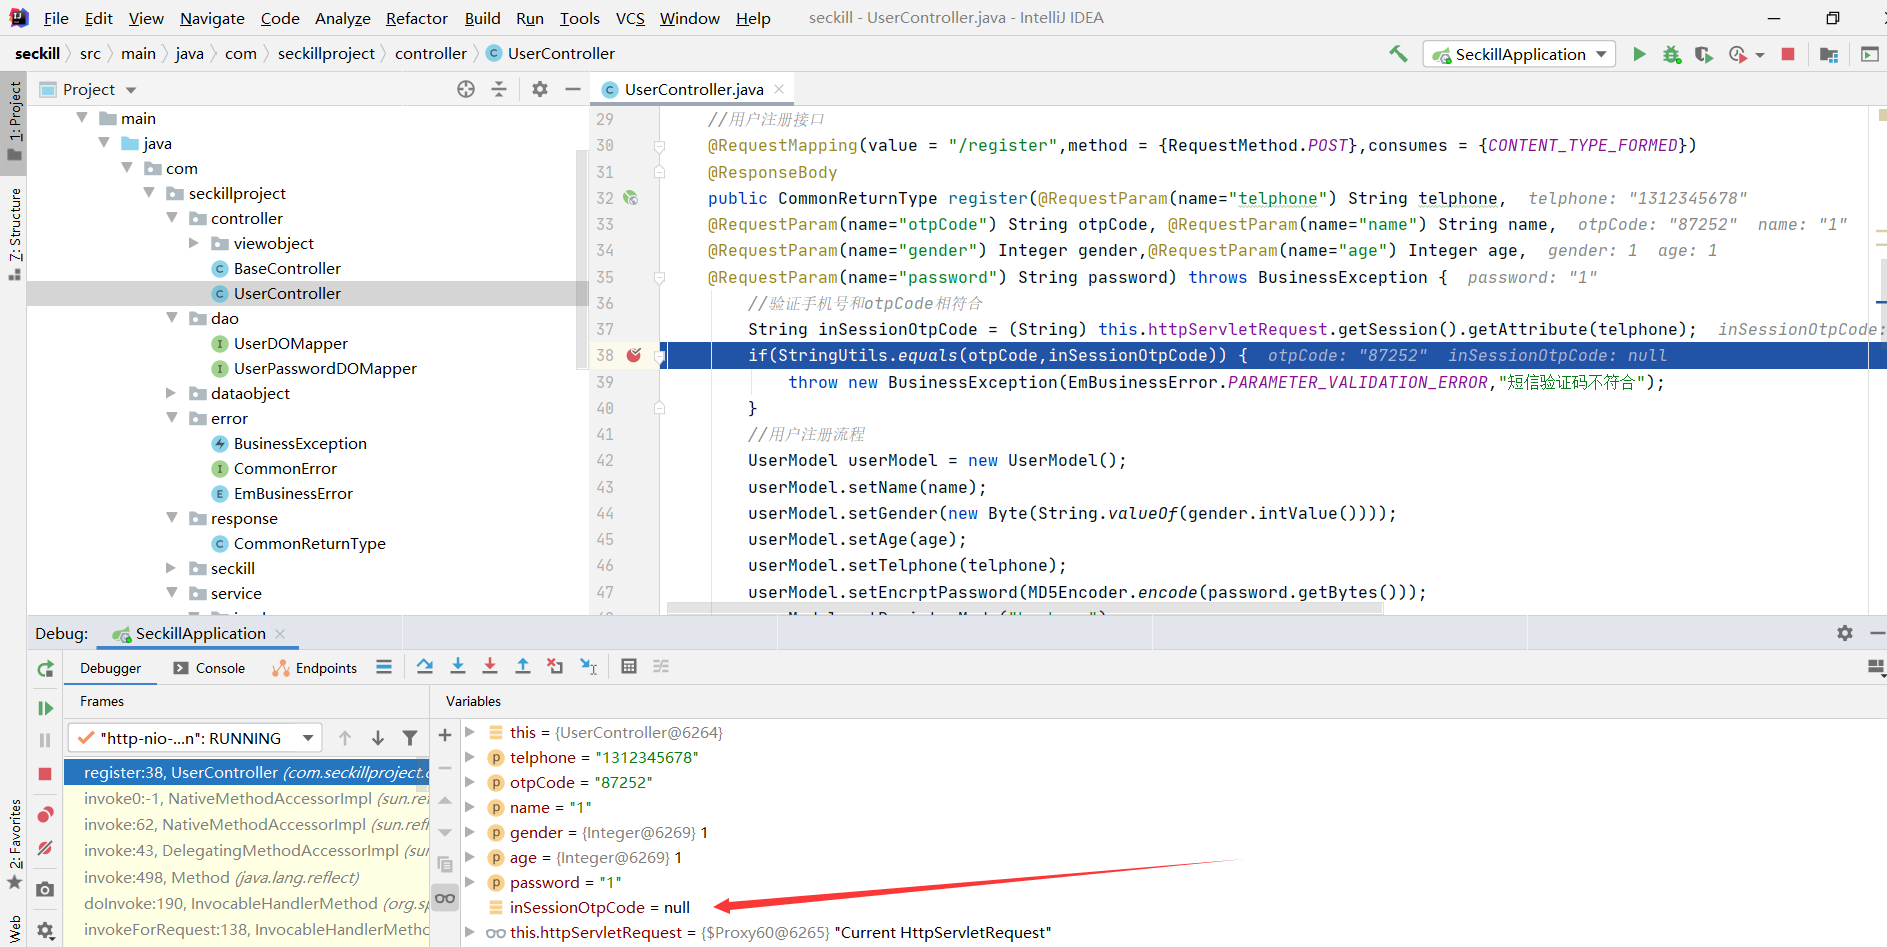 File Edit View Navigate Code Analyze Refactor Build Run Tools VCS Window Help seckill - UserController.java - IntelliJ IDEA
seckill src main java com seckillproject controller UserController SeckillApplication
1: Project
7: Structure
2: Favorites
Web
Project
main
java
com
seckillproject
controller
viewobject
BaseController
UserController
dao
UserDOMapper
UserPasswordDOMapper
dataobject
error
BusinessException
CommonError
EmBusinessError
response
CommonReturnType
seckill
service
UserController.java
29 //用户注册接口
30 @RequestMapping(value = "/register",method = {RequestMethod.POST},consumes = {CONTENT_TYPE_FORMED})
31 @ResponseBody
32 public CommonReturnType register(@RequestParam(name="telphone") String telphone, telphone: "1312345678"
33 @RequestParam(name="otpCode") String otpCode, @RequestParam(name="name") String name, otpCode: "87252" name: "1"
34 @RequestParam(name="gender") Integer gender,@RequestParam(name="age") Integer age, gender: 1 age: 1
35 @RequestParam(name="password") String password) throws BusinessException { password: "1"
36 //验证手机号和otpCode相符合
37 String inSessionOtpCode = (String) this.httpServletRequest.getSession().getAttribute(telphone); inSessionOtpCode:
38 if(StringUtils.equals(otpCode,inSessionOtpCode)) { otpCode: "87252" inSessionOtpCode: null
39 throw new BusinessException(EmBusinessError.PARAMETER_VALIDATION_ERROR,"短信验证码不符合");
40 }
41 //用户注册流程
42 UserModel userModel = new UserModel();
43 userModel.setName(name);
44 userModel.setGender(new Byte(String.valueOf(gender.intValue())));
45 userModel.setAge(age);
46 userModel.setTelphone(telphone);
47 userModel.setEncrptPassword(MD5Encoder.encode(password.getBytes()));
Debug: SeckillApplication
Debugger Console Endpoints
Frames
"http-nio-...n": RUNNING
register:38, UserController (com.seckillproject.c
invoke0:-1, NativeMethodAccessorImpl (sun.refl
invoke:62, NativeMethodAccessorImpl (sun.refl
invoke:43, DelegatingMethodAccessorImpl (sun
invoke:498, Method (java.lang.reflect)
doInvoke:190, InvocableHandlerMethod (org.sp
invokeForRequest:138, InvocableHandlerMetho
Variables
this = {UserController@6264}
telphone = "1312345678"
otpCode = "87252"
name = "1"
gender = {Integer@6269} 1
age = {Integer@6269} 1
password = "1"
inSessionOtpCode = null
this.httpServletRequest = {$Proxy60@6265} "Current HttpServletRequest"